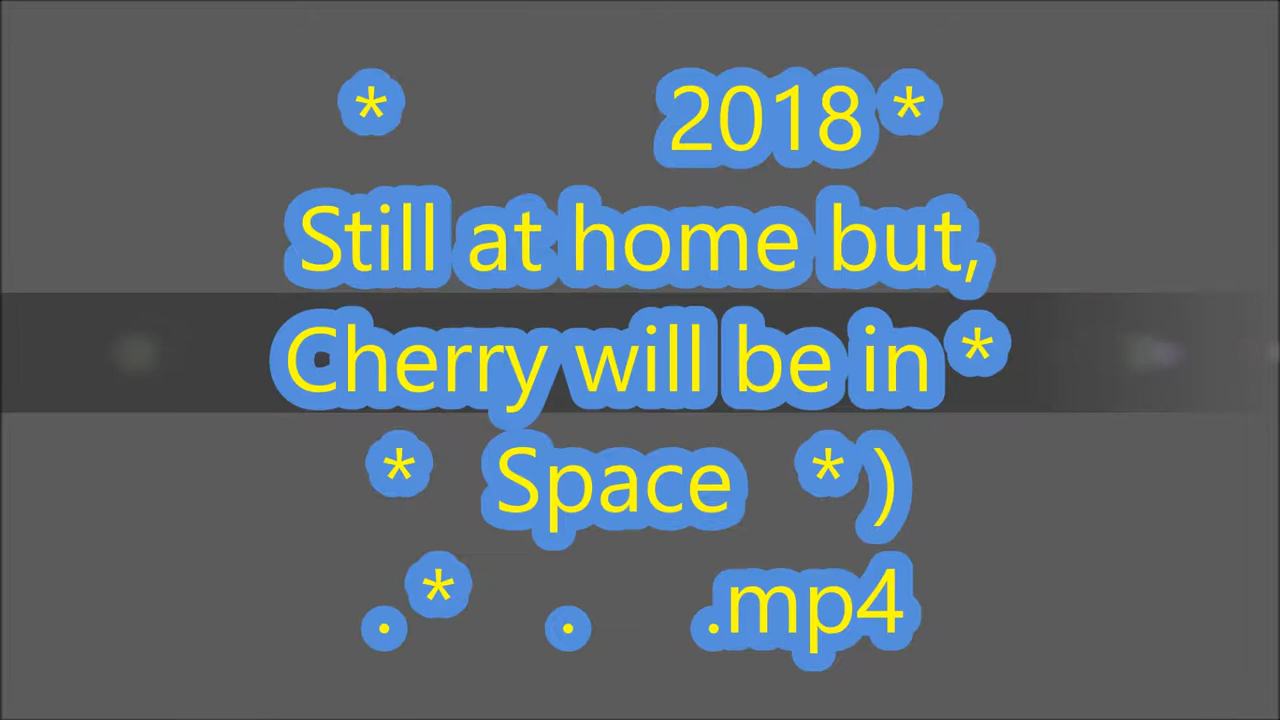 * 2018 *
Still at home but,
Cherry will be in *
* Space * )
. * . .mp4